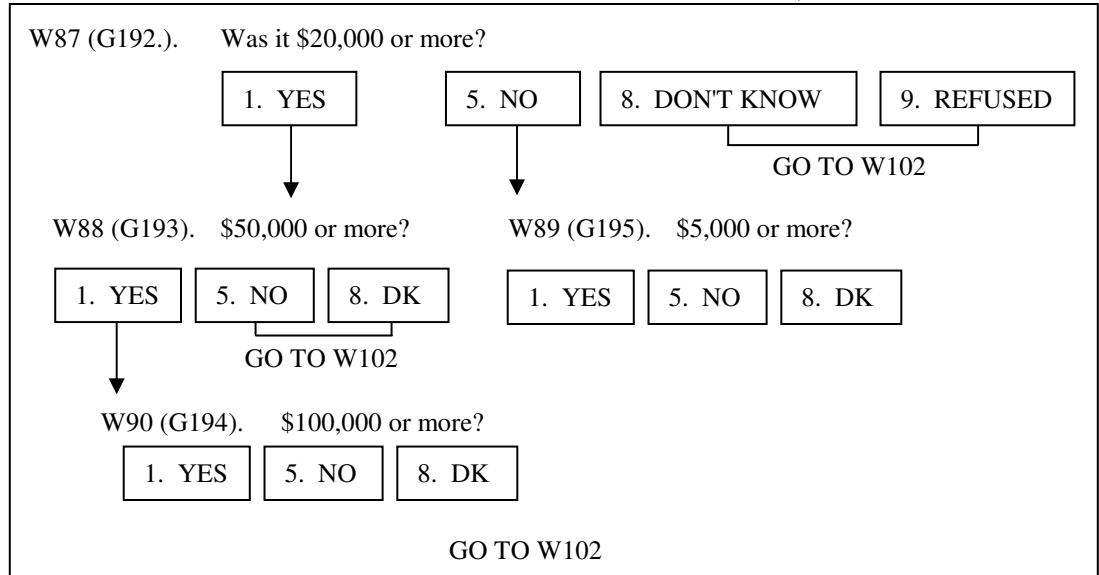 W87 (G192.). Was it $20,000 or more?
1. YES 5. NO 8. DON'T KNOW 9. REFUSED
GO TO W102
W88 (G193). $50,000 or more? W89 (G195). $5,000 or more?
1. YES 5. NO 8. DK 1. YES 5. NO 8. DK
GO TO W102
W90 (G194). $100,000 or more?
1. YES 5. NO 8. DK
GO TO W102